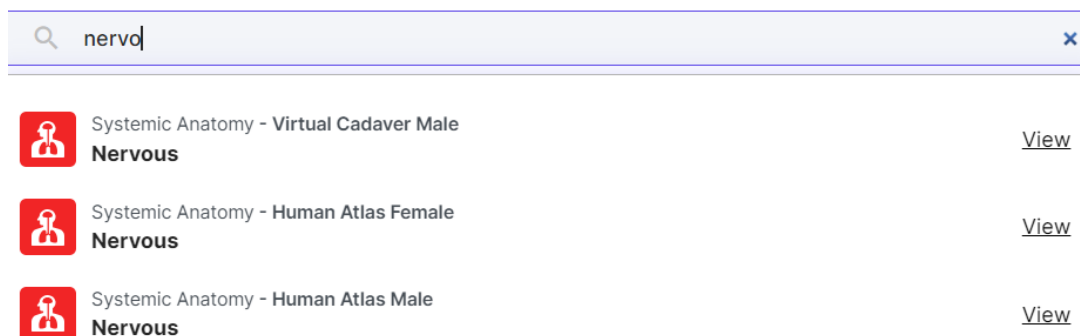 nervo
Systemic Anatomy - Virtual Cadaver Male
Nervous
View
Systemic Anatomy - Human Atlas Female
Nervous
View
Systemic Anatomy - Human Atlas Male
Nervous
View